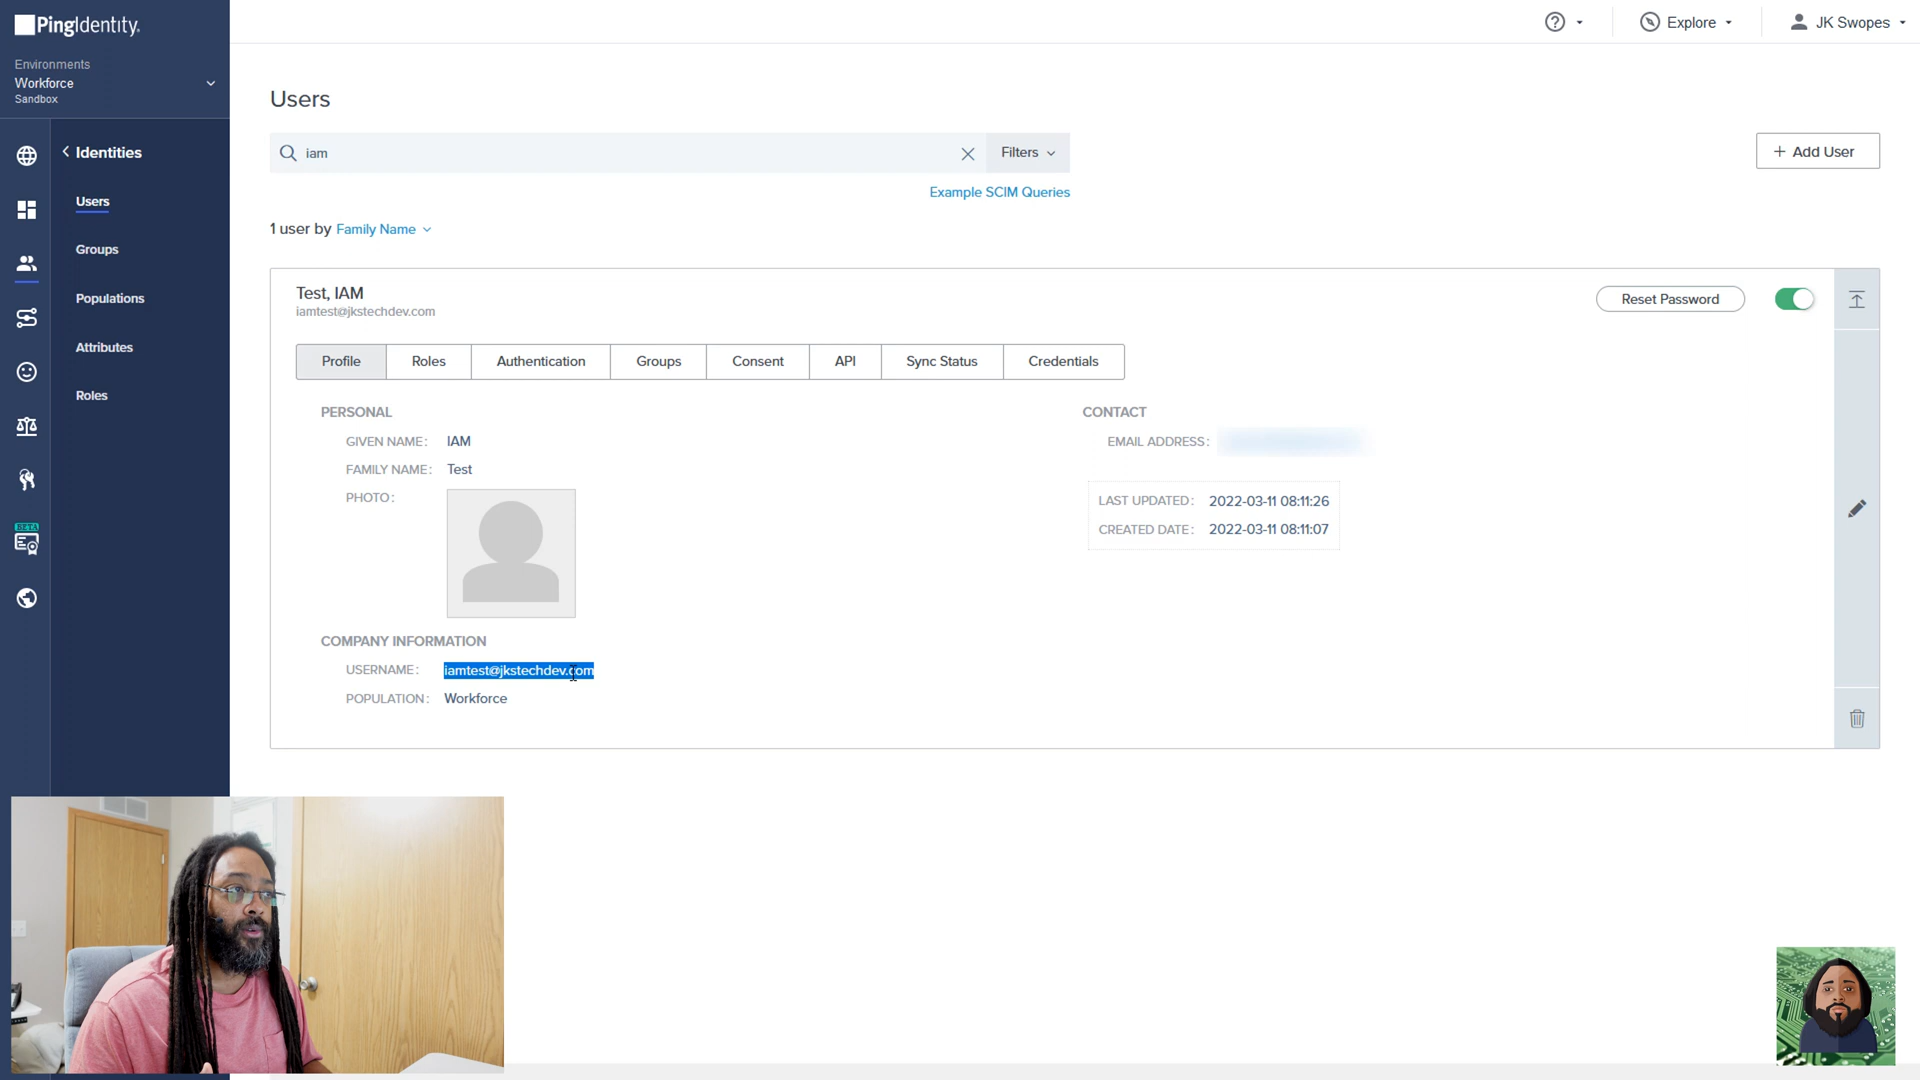 PingIdentity.
Environments
Workforce
Sandbox
Identities
Users
Groups
Populations
Attributes
Roles
BETA
Explore
JK Swopes
Users
iam
Filters
+ Add User
Example SCIM Queries
1 user by Family Name
Test, IAM
iamtest@jkstechdev.com
Reset Password
Profile
Roles
Authentication
Groups
Consent
API
Sync Status
Credentials
PERSONAL
GIVEN NAME: IAM
FAMILY NAME: Test
PHOTO:
CONTACT
EMAIL ADDRESS:
LAST UPDATED: 2022-03-11 08:11:26
CREATED DATE: 2022-03-11 08:11:07
COMPANY INFORMATION
USERNAME: iamtest@jkstechdev.com
POPULATION: Workforce